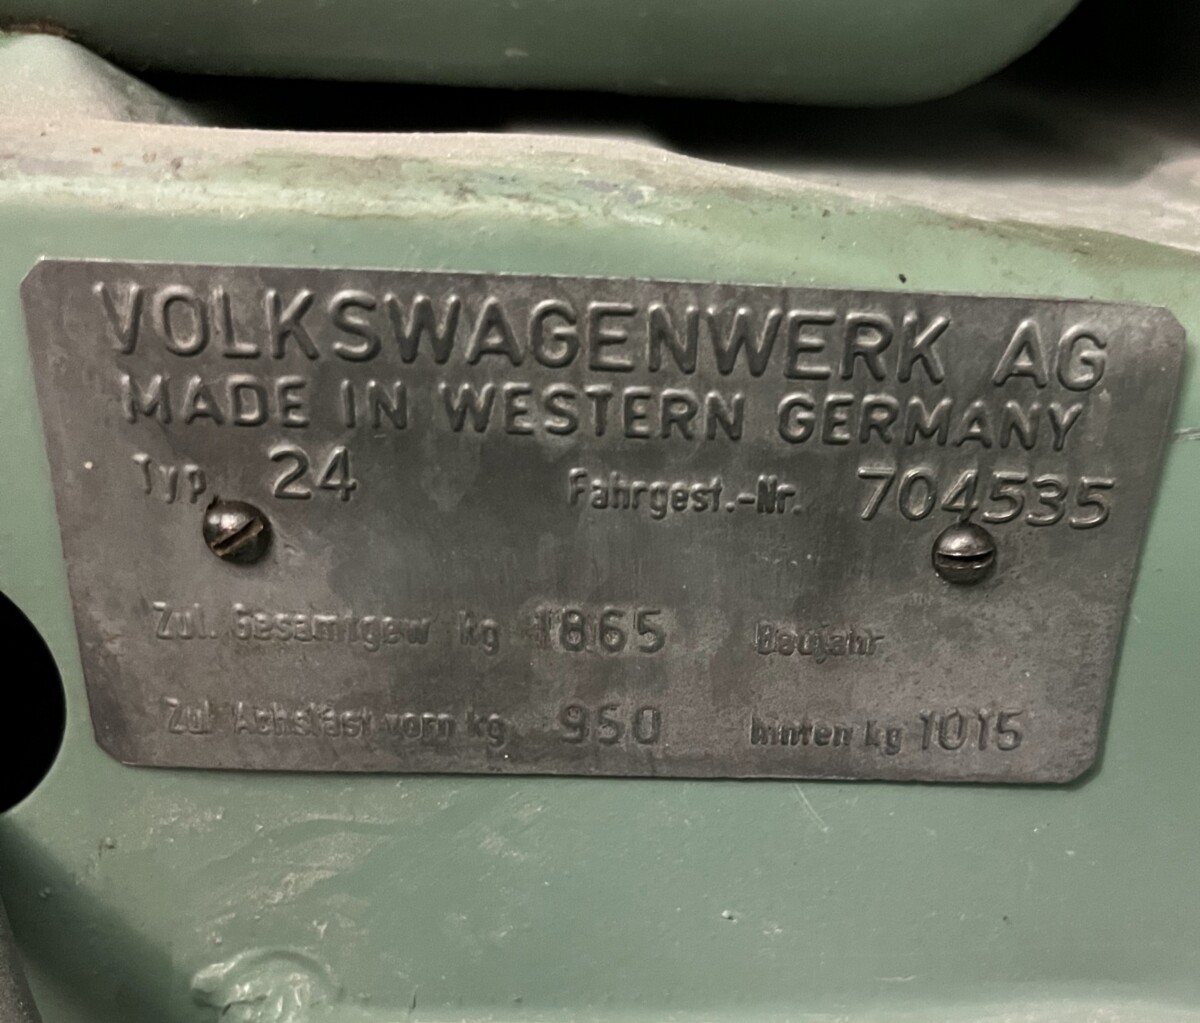 VOLKSWAGENWERK AG
MADE IN WESTERN GERMANY
Typ. 24 Fahrgest.-Nr. 704535
Zul. Gesamtgew kg 1865 Baujahr
Zul Achslast vorn kg 950 hinten kg 1015